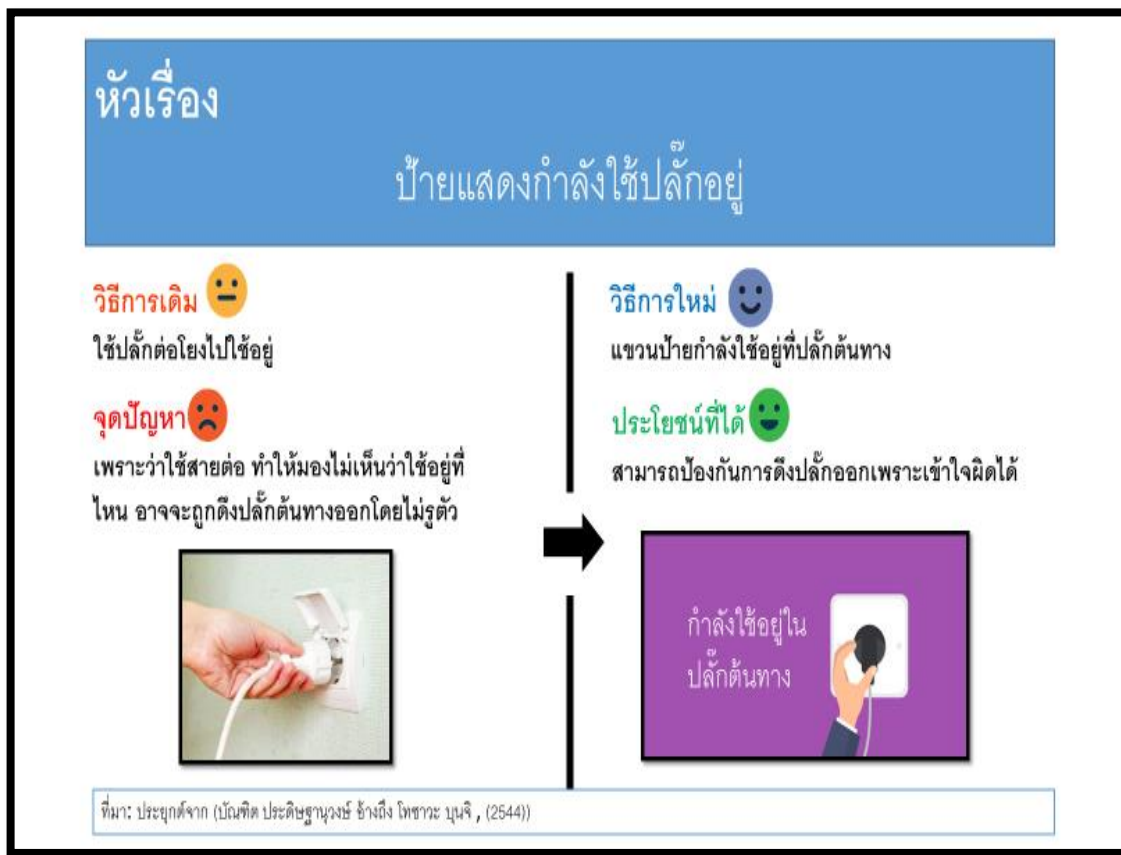 หัวเรื่อง
ป้ายแสดงกำลังใช้ปลั๊กอยู่
วิธีการเดิม
ใช้ปลั๊กต่อโยงไปใช้อยู่
จุดปัญหา
เพราะว่าใช้สายต่อ ทำให้มองไม่เห็นว่าใช้อยู่ที่
ไหน อาจจะถูกดึงปลั๊กต้นทางออกโดยไม่รูตัว
วิธีการใหม่
แขวนป้ายกำลังใช้อยู่ที่ปลั๊กต้นทาง
ประโยชน์ที่ได้
สามารถป้องกันการดึงปลั๊กออกเพราะเข้าใจผิดได้
กำลังใช้อยู่ใน
ปลั๊กต้นทาง
ที่มา: ประยุกต์จาก (บัณฑิต ประดิษฐานุวงษ์ อ้างถึง โทซาวะ บุนจิ , (2544))